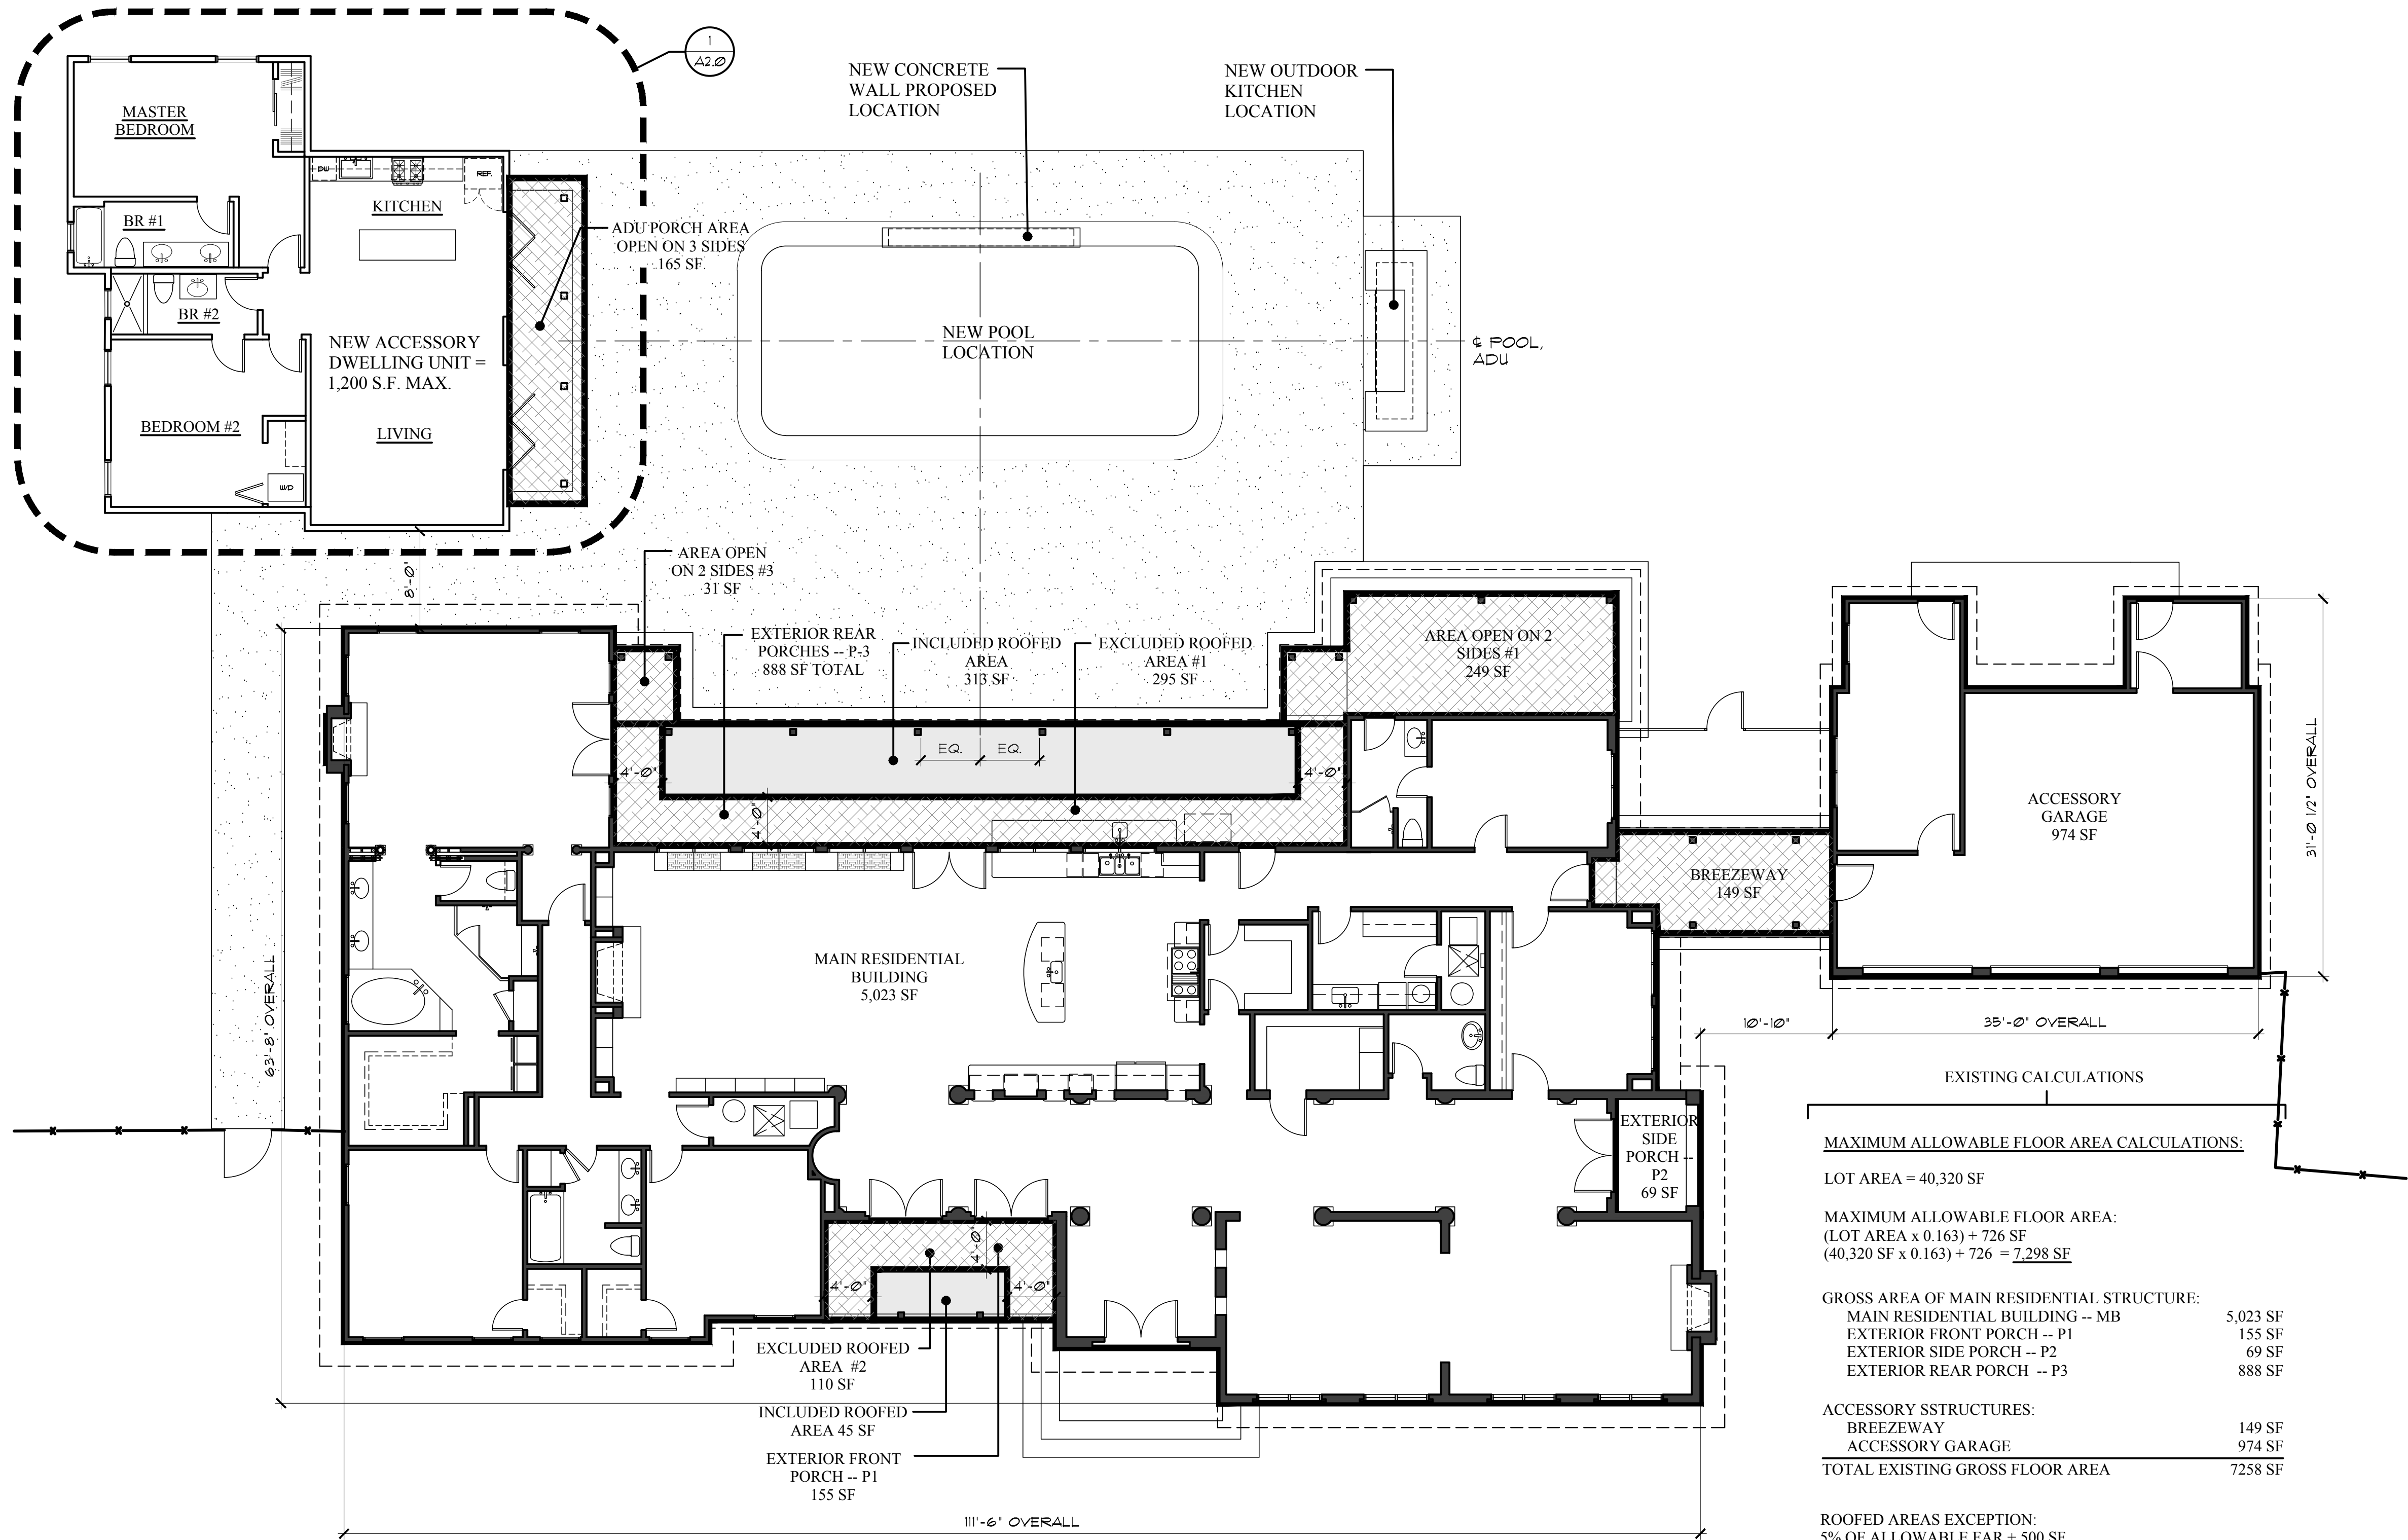 1
A2.0
NEW CONCRETE
WALL PROPOSED
LOCATION
NEW OUTDOOR
KITCHEN
LOCATION
MASTER
BEDROOM
DW
REF.
KITCHEN
BR #1
BR #2
ADU PORCH AREA
OPEN ON 3 SIDES
165 SF
NEW ACCESSORY
DWELLING UNIT =
1,200 S.F. MAX.
NEW POOL
LOCATION
℄ POOL,
ADU
BEDROOM #2
LIVING
W/D
8'-0"
AREA OPEN
ON 2 SIDES #3
31 SF
EXTERIOR REAR
PORCHES -- P-3
888 SF TOTAL
INCLUDED ROOFED
AREA
313 SF
EXCLUDED ROOFED
AREA #1
295 SF
AREA OPEN ON 2
SIDES #1
249 SF
EQ.
EQ.
4'-0"
4'-0"
4'-0"
ACCESSORY
GARAGE
974 SF
31'-0 1/2" OVERALL
BREEZEWAY
149 SF
MAIN RESIDENTIAL
BUILDING
5,023 SF
63'-8" OVERALL
10'-10"
35'-0" OVERALL
EXTERIOR
SIDE
PORCH --
P2
69 SF
4'-0"
4'-0"
4'-0"
EXCLUDED ROOFED
AREA #2
110 SF
INCLUDED ROOFED
AREA 45 SF
EXTERIOR FRONT
PORCH -- P1
155 SF
111'-6" OVERALL
EXISTING CALCULATIONS
MAXIMUM ALLOWABLE FLOOR AREA CALCULATIONS:
LOT AREA = 40,320 SF
MAXIMUM ALLOWABLE FLOOR AREA:
(LOT AREA x 0.163) + 726 SF
(40,320 SF x 0.163) + 726 = 7,298 SF
GROSS AREA OF MAIN RESIDENTIAL STRUCTURE:
MAIN RESIDENTIAL BUILDING -- MB 5,023 SF
EXTERIOR FRONT PORCH -- P1 155 SF
EXTERIOR SIDE PORCH -- P2 69 SF
EXTERIOR REAR PORCH -- P3 888 SF
ACCESSORY SSTRUCTURES:
BREEZEWAY 149 SF
ACCESSORY GARAGE 974 SF
TOTAL EXISTING GROSS FLOOR AREA 7258 SF
ROOFED AREAS EXCEPTION:
5% OF ALLOWABLE FAR + 500 SF